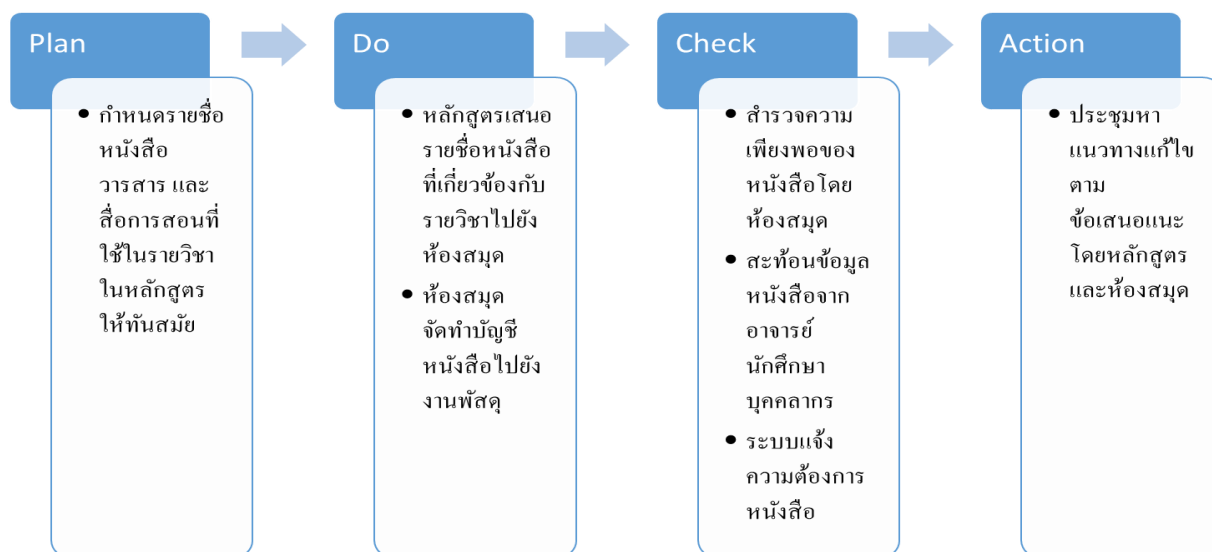 Plan
• กำหนดรายชื่อ
หนังสือ
วารสาร และ
สื่อการสอนที่
ใช้ในรายวิชา
ในหลักสูตร
ให้ทันสมัย
Do
• หลักสูตรเสนอ
รายชื่อหนังสือ
ที่เกี่ยวข้องกับ
รายวิชาไปยัง
ห้องสมุด
• ห้องสมุด
จัดทำบัญชี
หนังสือไปยัง
งานพัสดุ
Check
• สำรวจความ
เพียงพอของ
หนังสือโดย
ห้องสมุด
• สะท้อนข้อมูล
หนังสือจาก
อาจารย์
นักศึกษา
บุคคลากร
• ระบบแจ้ง
ความต้องการ
หนังสือ
Action
• ประชุมหา
แนวทางแก้ไข
ตาม
ข้อเสนอแนะ
โดยหลักสูตร
และห้องสมุด